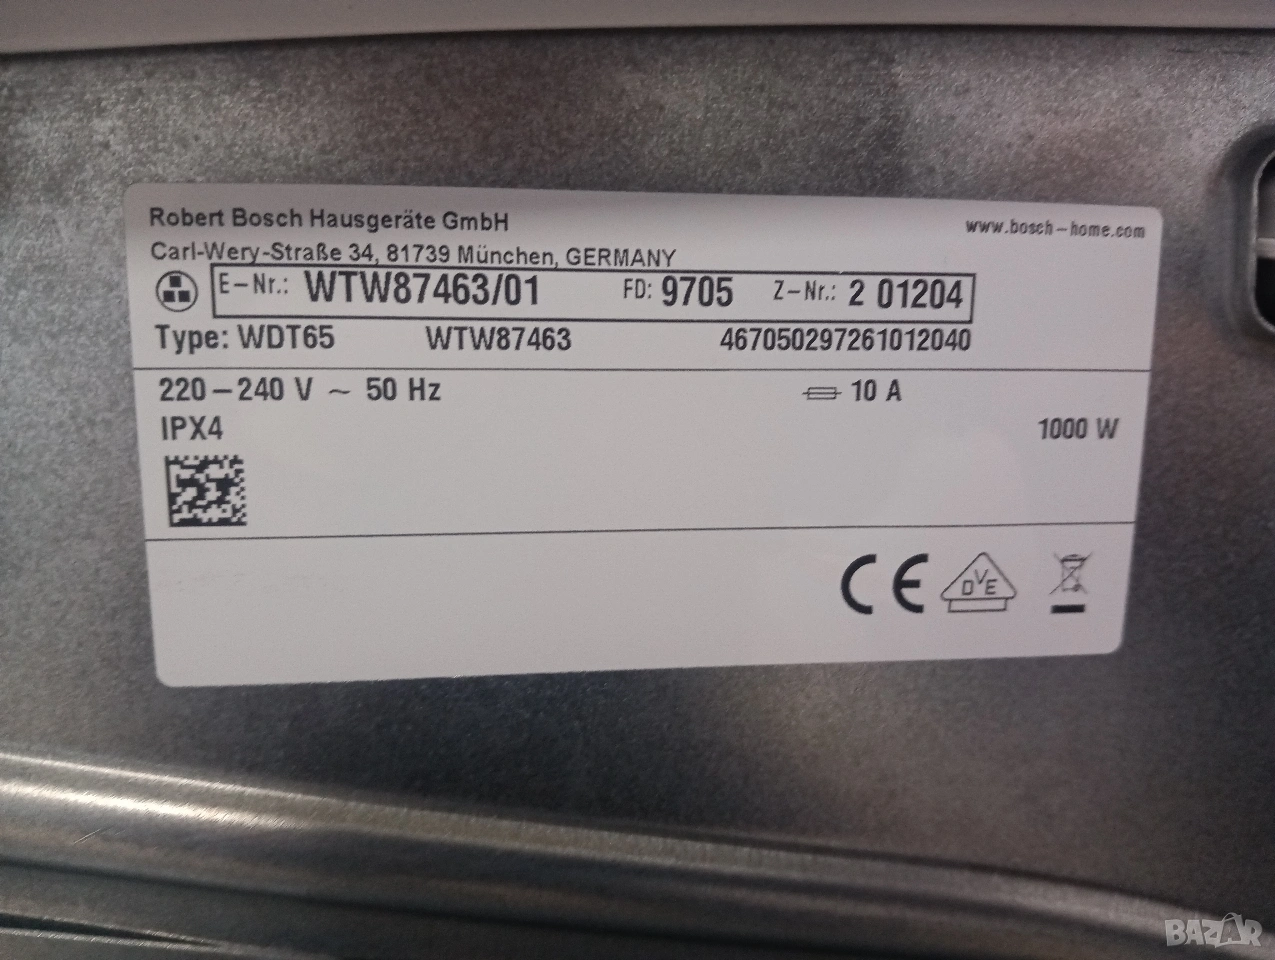 Robert Bosch Hausgeräte GmbH
www.bosch-home.com
Carl-Wery-Straße 34, 81739 München, GERMANY
E-Nr.: WTW87463/01 FD: 9705 Z-Nr.: 2 01204
Type: WDT65 WTW87463 467050297261012040
220-240 V ~ 50 Hz 10 A
IPX4 1000 W
CE DVE
BAZAR